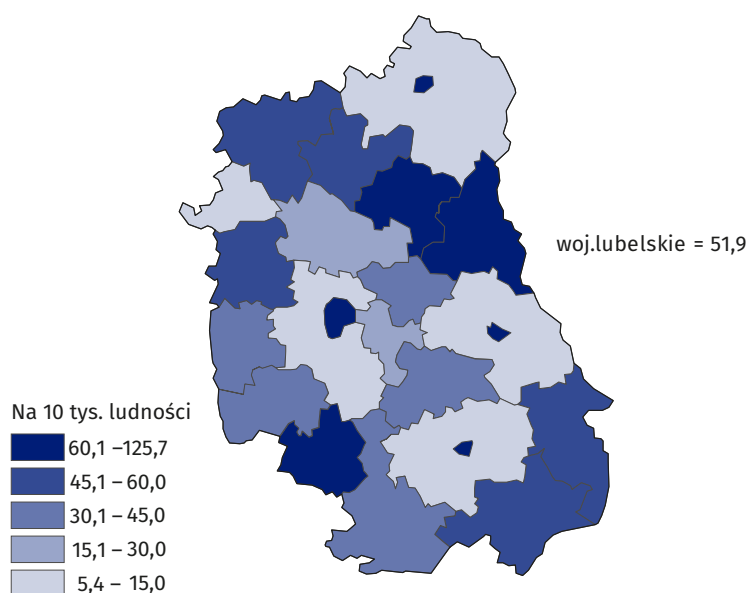 woj.lubelskie = 51,9
Na 10 tys. ludności
60,1 –125,7
45,1 – 60,0
30,1 – 45,0
15,1 – 30,0
5,4 – 15,0